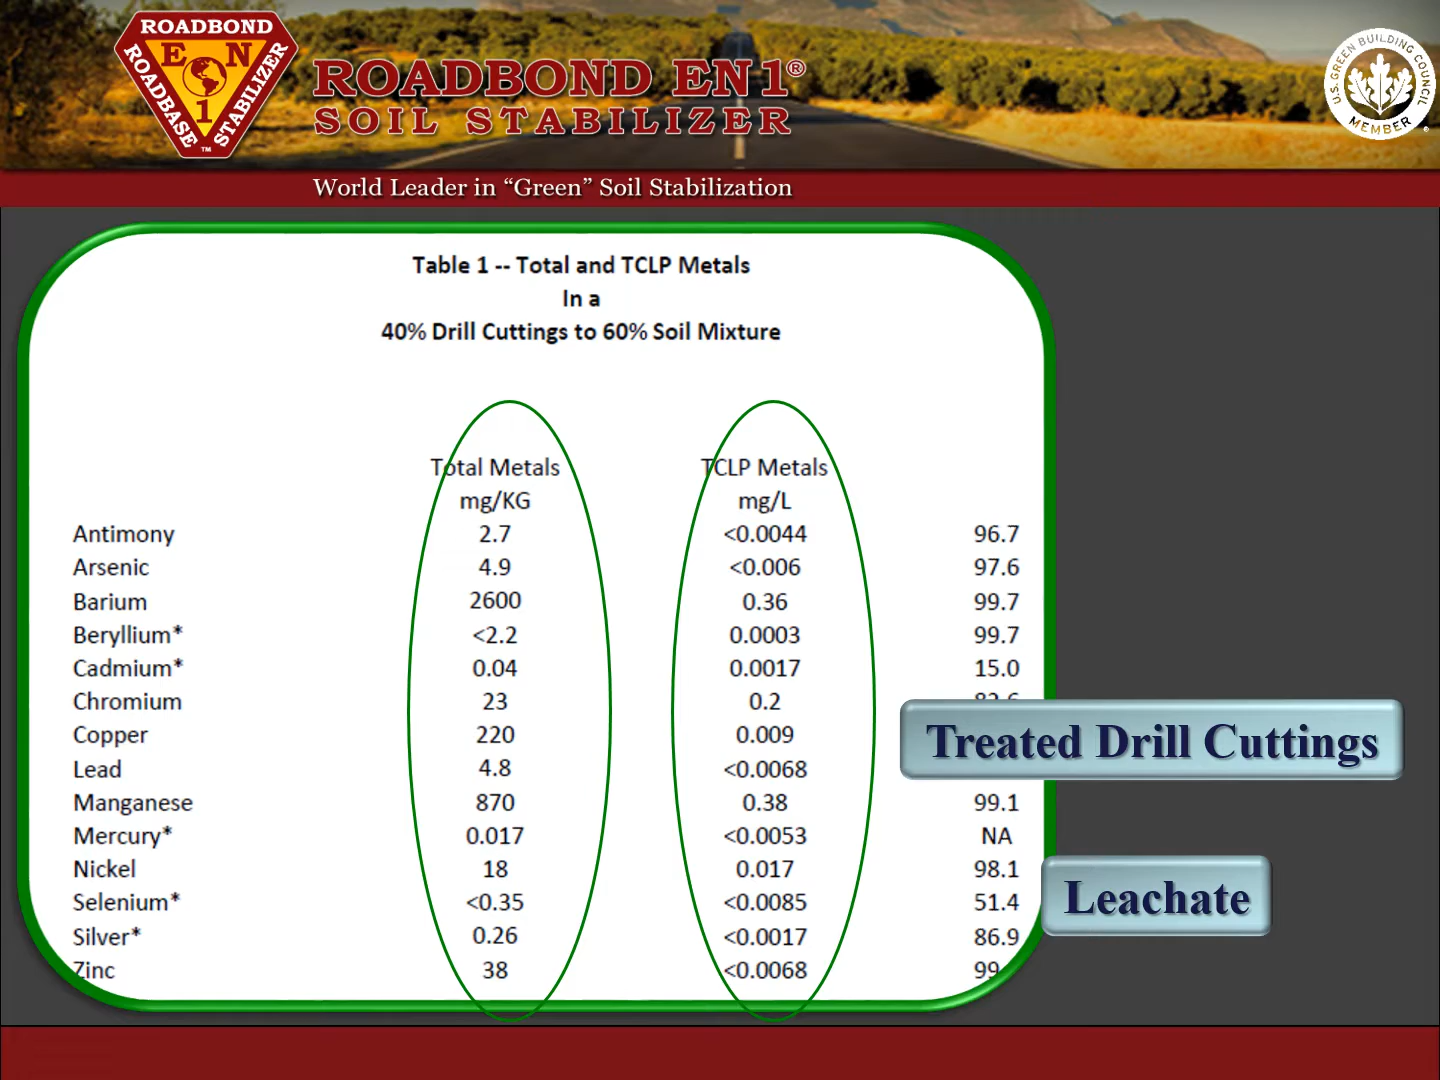 ROADBOND
ROADBASE
STABILIZER
E N
1
TM
ROADBOND EN1®
SOIL STABILIZER
U.S. GREEN BUILDING COUNCIL
MEMBER
World Leader in “Green” Soil Stabilization
Table 1 -- Total and TCLP Metals
In a
40% Drill Cuttings to 60% Soil Mixture
Total Metals TCLP Metals
mg/KG mg/L
Antimony 2.7 <0.0044 96.7
Arsenic 4.9 <0.006 97.6
Barium 2600 0.36 99.7
Beryllium* <2.2 0.0003 99.7
Cadmium* 0.04 0.0017 15.0
Chromium 23 0.2
Copper 220 0.009
Treated Drill Cuttings
Lead 4.8 <0.0068
Manganese 870 0.38 99.1
Mercury* 0.017 <0.0053 NA
Nickel 18 0.017 98.1
Selenium* <0.35 <0.0085 51.4
Leachate
Silver* 0.26 <0.0017 86.9
Zinc 38 <0.0068